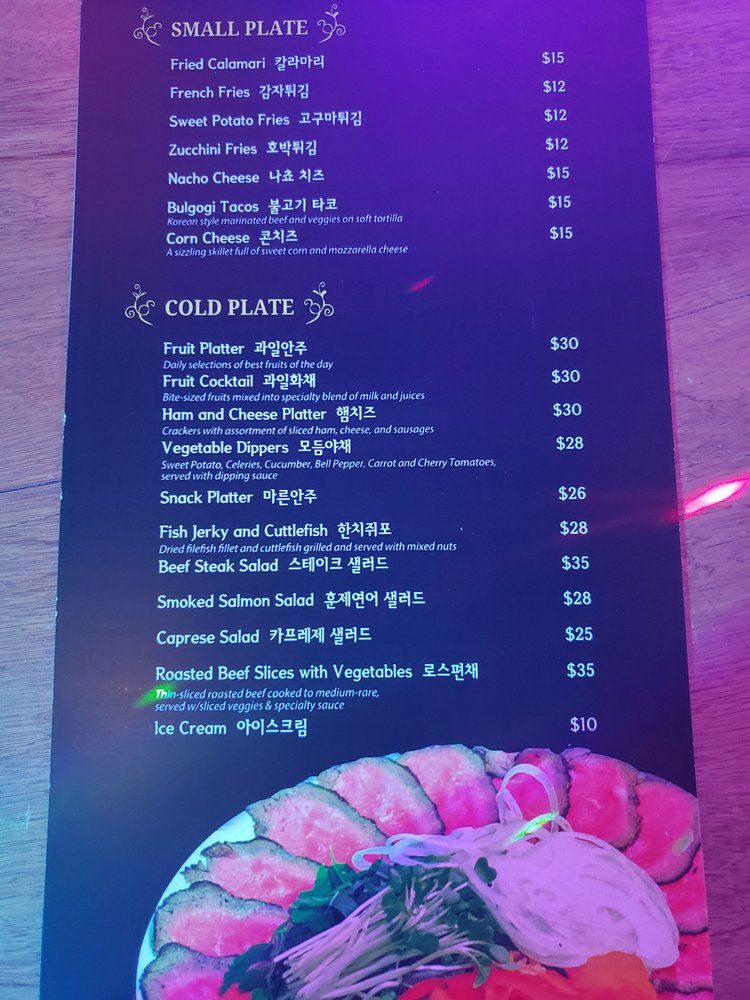 SMALL PLATE
Fried Calamari 칼라마리 $15
French Fries 감자튀김 $12
Sweet Potato Fries 고구마튀김 $12
Zucchini Fries 호박튀김 $12
Nacho Cheese 나쵸 치즈 $15
Bulgogi Tacos 불고기 타코 $15
Korean style marinated beef and veggies on soft tortilla
Corn Cheese 콘치즈 $15
A sizzling skillet full of sweet corn and mozzarella cheese
COLD PLATE
Fruit Platter 과일안주 $30
Daily selections of best fruits of the day
Fruit Cocktail 과일화채 $30
Bite-sized fruits mixed into specialty blend of milk and juices
Ham and Cheese Platter 햄치즈 $30
Crackers with assortment of sliced ham, cheese, and sausages
Vegetable Dippers 모듬야채 $28
Sweet Potato, Celeries, Cucumber, Bell Pepper, Carrot and Cherry Tomatoes,
served with dipping sauce
Snack Platter 마른안주 $26
Fish Jerky and Cuttlefish 한치쥐포 $28
Dried filefish fillet and cuttlefish grilled and served with mixed nuts
Beef Steak Salad 스테이크 샐러드 $35
Smoked Salmon Salad 훈제연어 샐러드 $28
Caprese Salad 카프레제 샐러드 $25
Roasted Beef Slices with Vegetables 로스편채 $35
Thin-sliced roasted beef cooked to medium-rare,
served w/sliced veggies & specialty sauce
Ice Cream 아이스크림 $10